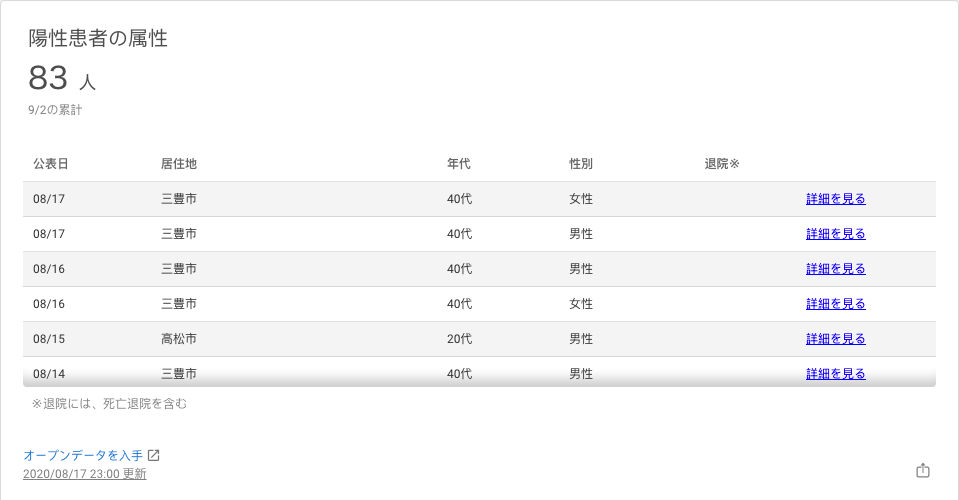 陽性患者の属性
83 人
9/2の累計
公表日 居住地 年代 性別 退院※
08/17 三豊市 40代 女性 詳細を見る
08/17 三豊市 40代 男性 詳細を見る
08/16 三豊市 40代 男性 詳細を見る
08/16 三豊市 40代 女性 詳細を見る
08/15 高松市 20代 男性 詳細を見る
08/14 三豊市 40代 男性 詳細を見る
※退院には、死亡退院を含む
オープンデータを入手
2020/08/17 23:00 更新